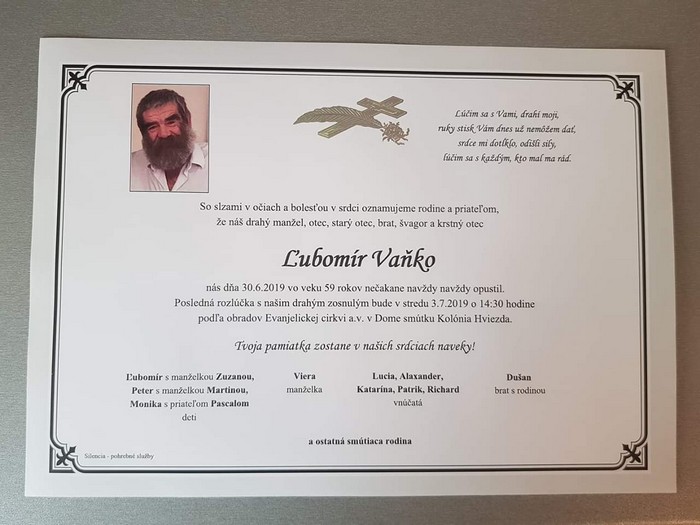 Lúčim sa s Vami, drahí moji,
ruky stisk Vám dnes už nemôžem dať,
srdce mi dotĺklo, odišli sily,
lúčim sa s každým, kto mal ma rád.
So slzami v očiach a bolesťou v srdci oznamujeme rodine a priateľom,
že náš drahý manžel, otec, starý otec, brat, švagor a krstný otec
Ľubomír Vaňko
nás dňa 30.6.2019 vo veku 59 rokov nečakane navždy navždy opustil.
Posledná rozlúčka s našim drahým zosnulým bude v stredu 3.7.2019 o 14:30 hodine
podľa obradov Evanjelickej cirkvi a.v. v Dome smútku Kolónia Hviezda.
Tvoja pamiatka zostane v našich srdciach naveky!
Ľubomír s manželkou Zuzanou,
Peter s manželkou Martinou,
Monika s priateľom Pascalom
deti
Viera
manželka
Lucia, Alaxander,
Katarína, Patrik, Richard
vnúčatá
Dušan
brat s rodinou
a ostatná smútiaca rodina
Silencia - pohrebné služby